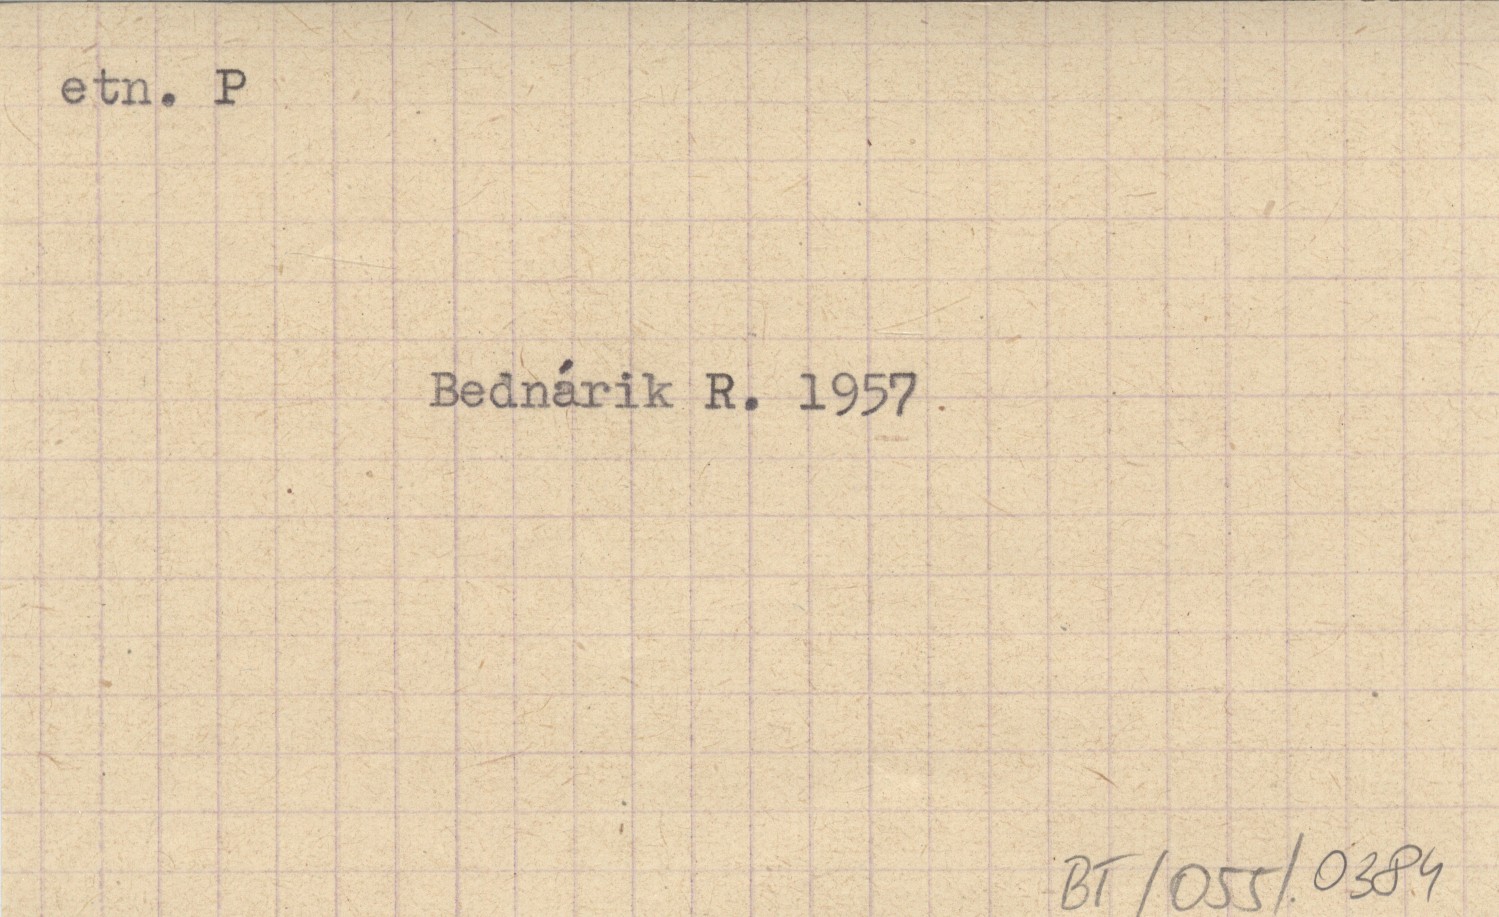 etn. P
Bednárik R. 1957
BT/055/.0384